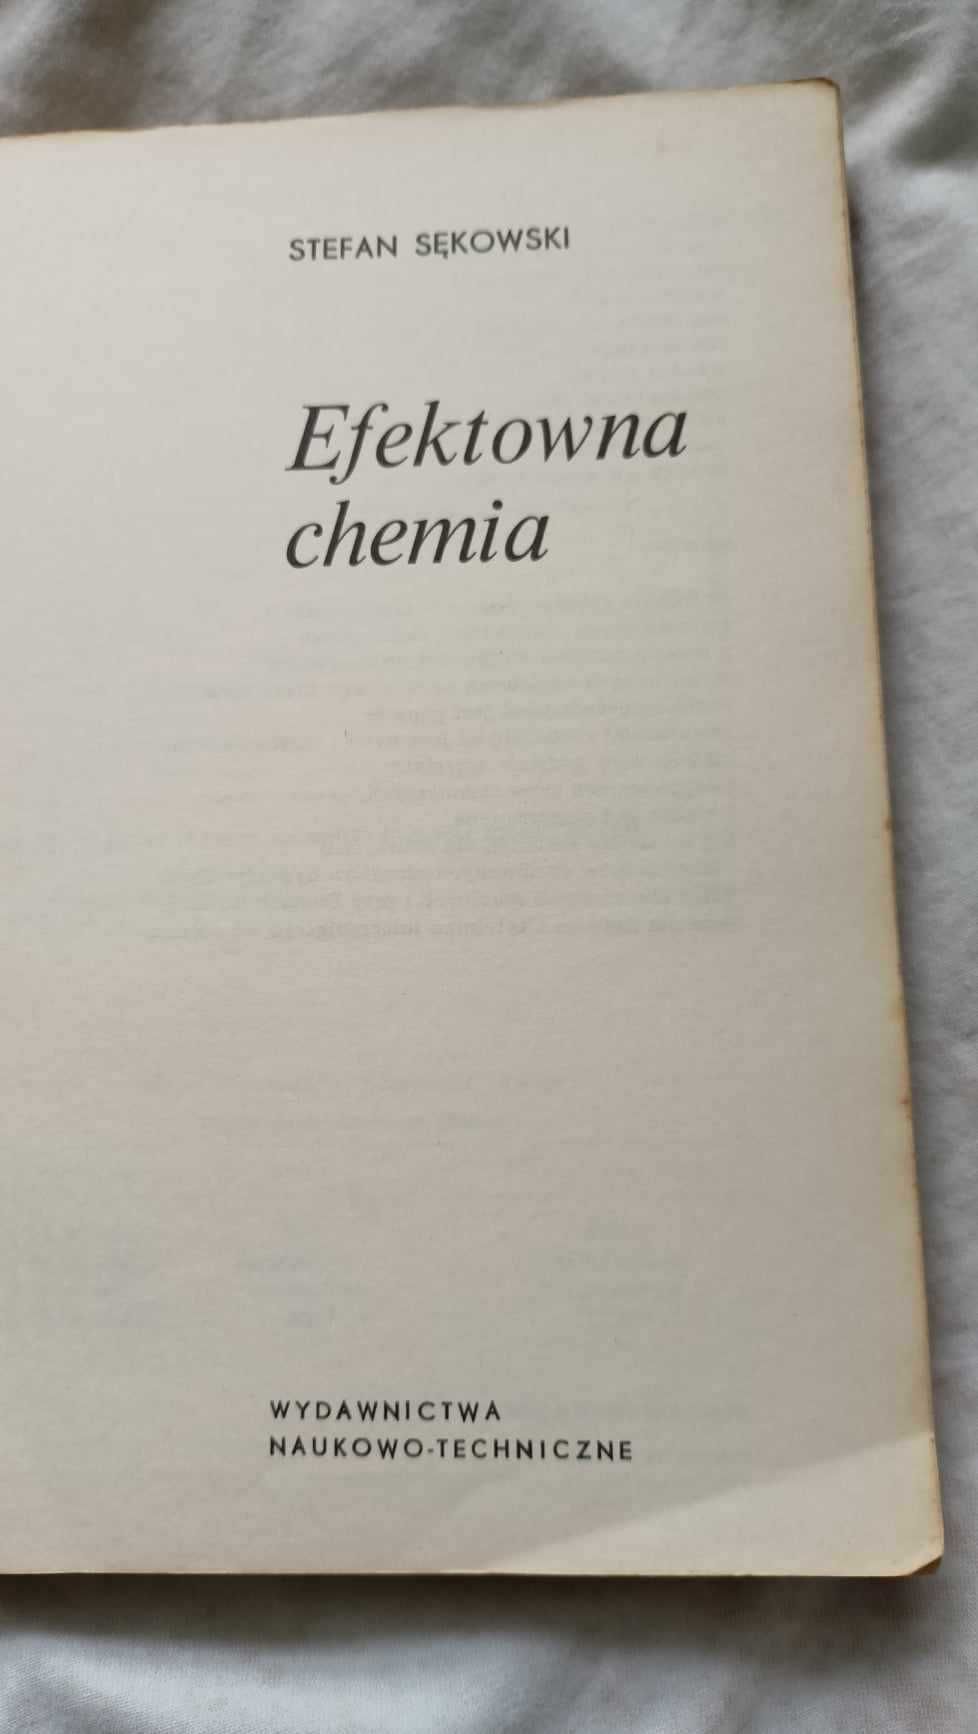 STEFAN SĘKOWSKI
Efektowna
chemia
WYDAWNICTWA
NAUKOWO-TECHNICZNE